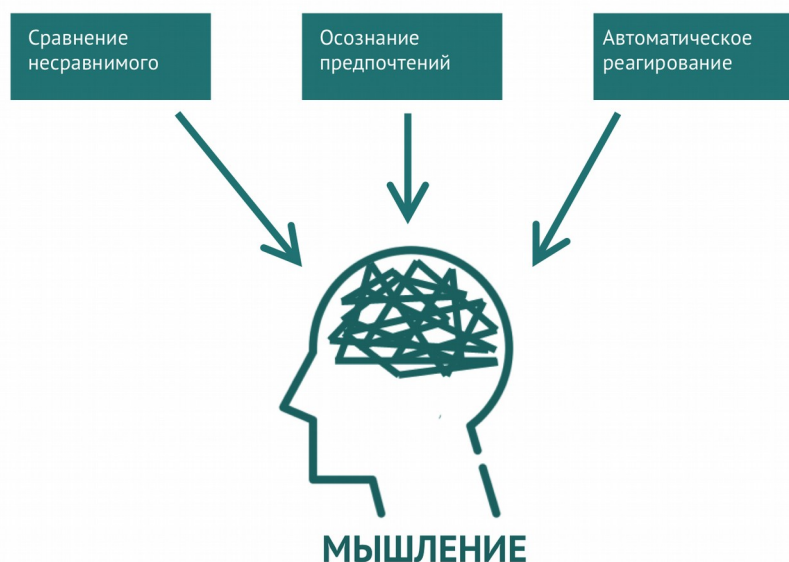 Сравнение
несравнимого
Осознание
предпочтений
Автоматическое
реагирование
МЫШЛЕНИЕ